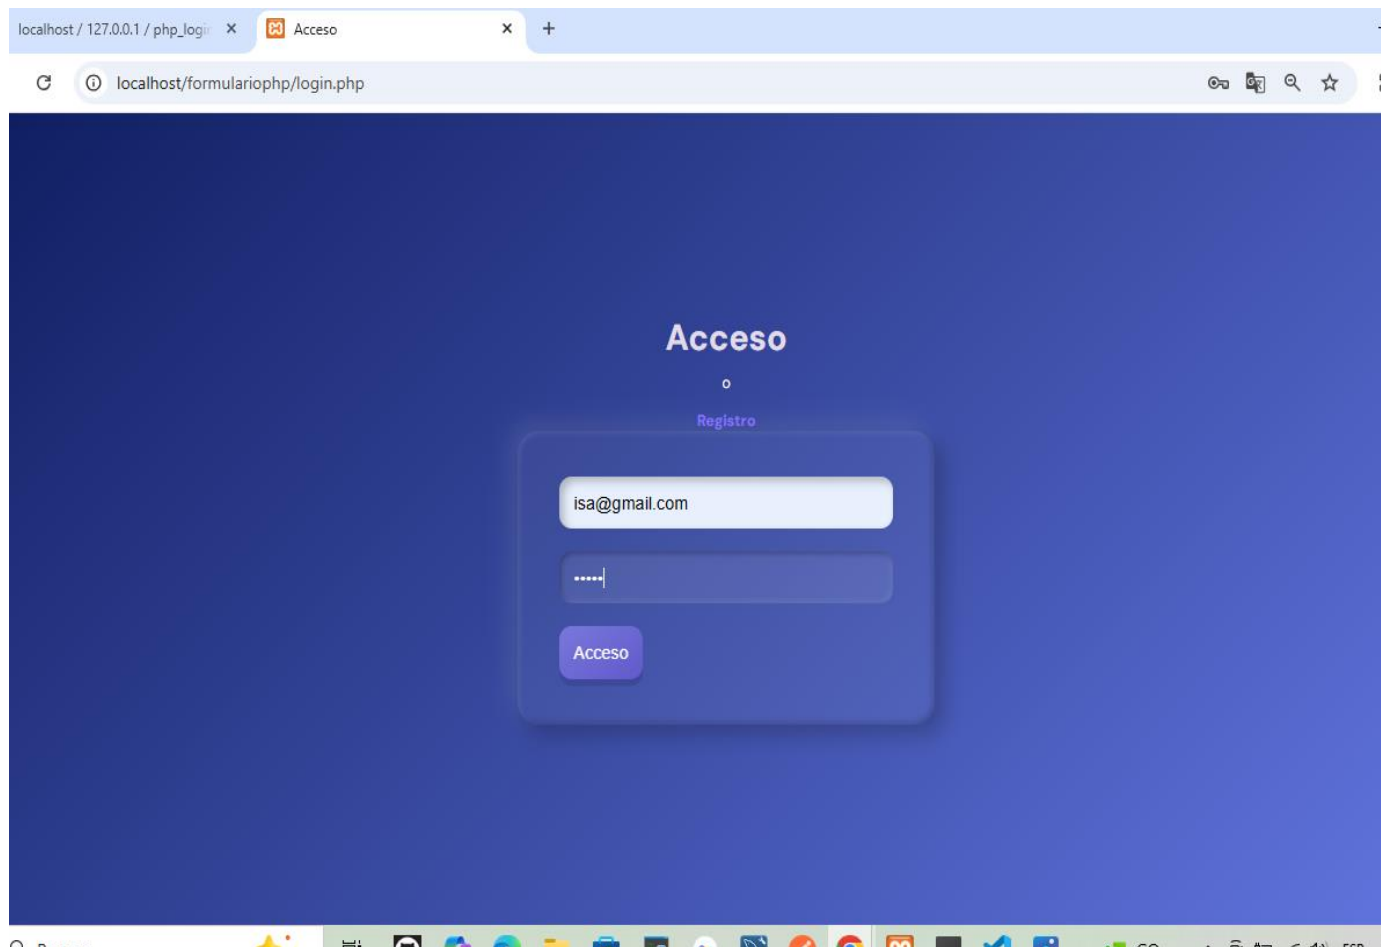 localhost / 127.0.0.1 / php_login
Acceso
localhost/formulariophp/login.php
Acceso
o
Registro
isa@gmail.com
•••••
Acceso